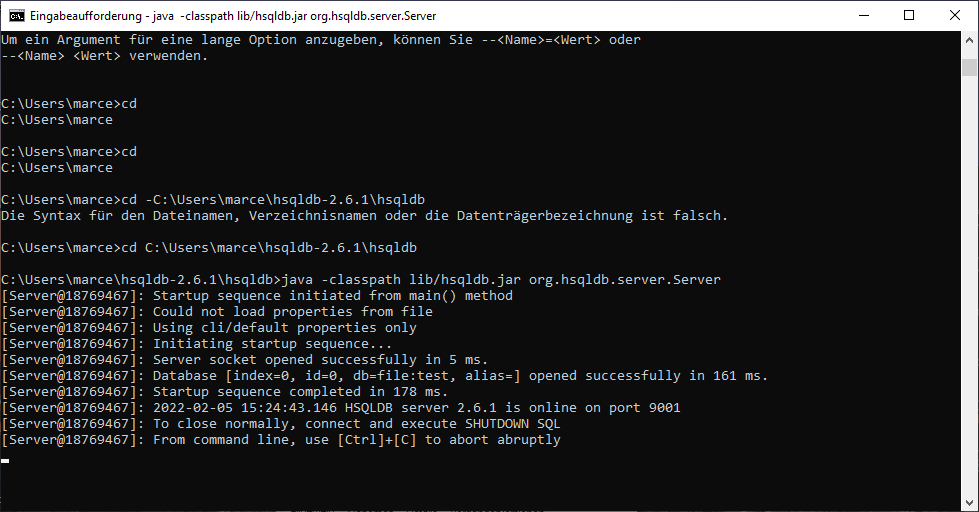 Eingabeaufforderung - java  -classpath lib/hsqldb.jar org.hsqldb.server.Server
Um ein Argument für eine lange Option anzugeben, können Sie --<Name>=<Wert> oder
--<Name> <Wert> verwenden.
C:\Users\marce>cd
C:\Users\marce
C:\Users\marce>cd
C:\Users\marce
C:\Users\marce>cd -C:\Users\marce\hsqldb-2.6.1\hsqldb
Die Syntax für den Dateinamen, Verzeichnisnamen oder die Datenträgerbezeichnung ist falsch.
C:\Users\marce>cd C:\Users\marce\hsqldb-2.6.1\hsqldb
C:\Users\marce\hsqldb-2.6.1\hsqldb>java -classpath lib/hsqldb.jar org.hsqldb.server.Server
[Server@18769467]: Startup sequence initiated from main() method
[Server@18769467]: Could not load properties from file
[Server@18769467]: Using cli/default properties only
[Server@18769467]: Initiating startup sequence...
[Server@18769467]: Server socket opened successfully in 5 ms.
[Server@18769467]: Database [index=0, id=0, db=file:test, alias=] opened successfully in 161 ms.
[Server@18769467]: Startup sequence completed in 178 ms.
[Server@18769467]: 2022-02-05 15:24:43.146 HSQLDB server 2.6.1 is online on port 9001
[Server@18769467]: To close normally, connect and execute SHUTDOWN SQL
[Server@18769467]: From command line, use [Ctrl]+[C] to abort abruptly